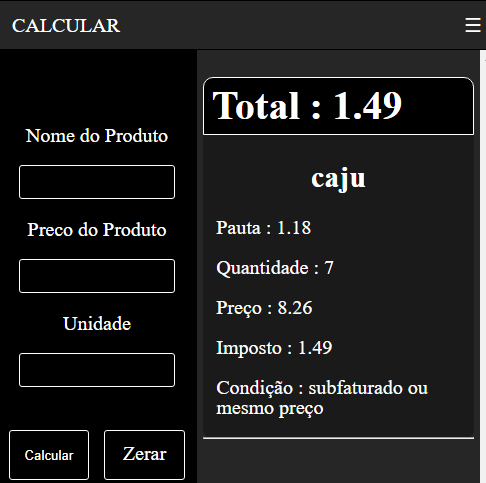 CALCULAR
Nome do Produto
Preco do Produto
Unidade
Calcular
Zerar
Total : 1.49
caju
Pauta : 1.18
Quantidade : 7
Preço : 8.26
Imposto : 1.49
Condição : subfaturado ou
mesmo preço